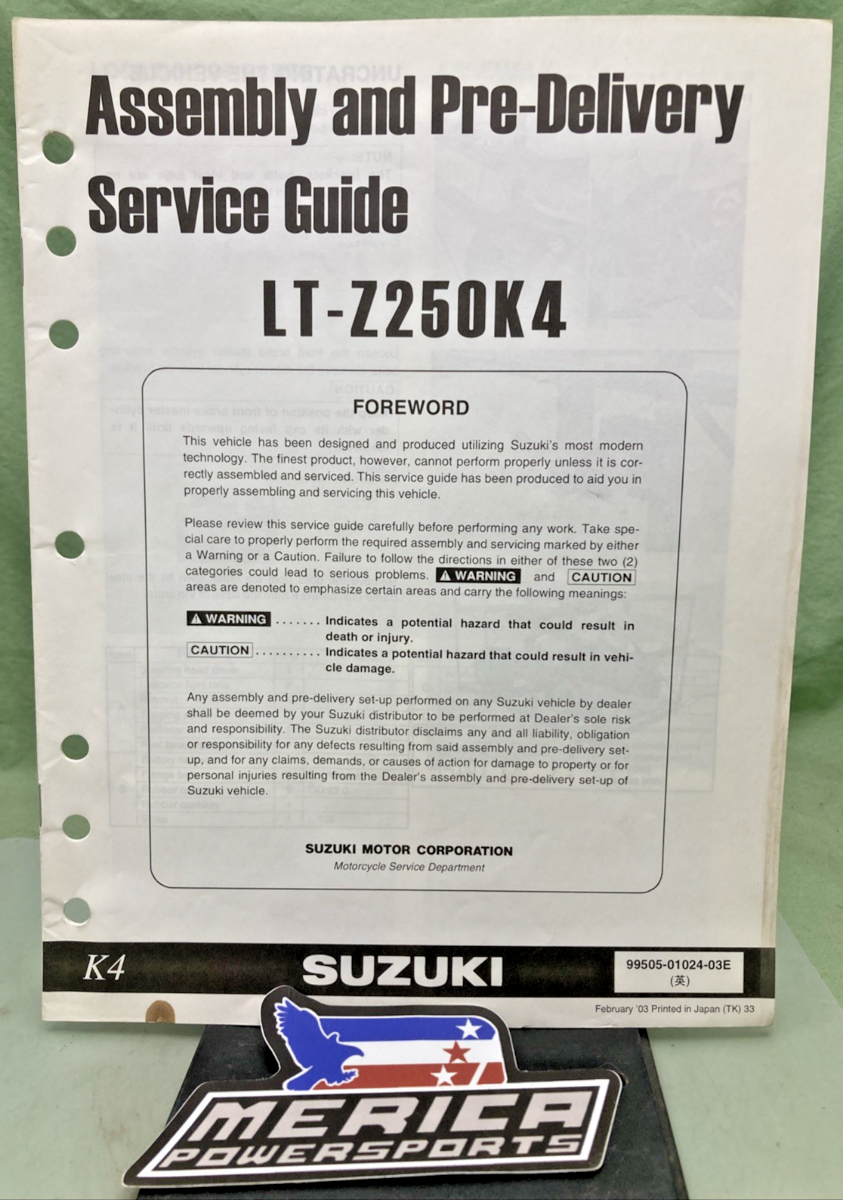 Assembly and Pre-Delivery
Service Guide
LT-Z250K4
FOREWORD
This vehicle has been designed and produced utilizing Suzuki's most modern
technology. The finest product, however, cannot perform properly unless it is cor-
rectly assembled and serviced. This service guide has been produced to aid you in
properly assembling and servicing this vehicle.
Please review this service guide carefully before performing any work. Take spe-
cial care to properly perform the required assembly and servicing marked by either
a Warning or a Caution. Failure to follow the directions in either of these two (2)
categories could lead to serious problems. ⚠ WARNING and CAUTION
areas are denoted to emphasize certain areas and carry the following meanings:
⚠ WARNING ....... Indicates a potential hazard that could result in
death or injury.
CAUTION .......... Indicates a potential hazard that could result in vehi-
cle damage.
Any assembly and pre-delivery set-up performed on any Suzuki vehicle by dealer
shall be deemed by your Suzuki distributor to be performed at Dealer's sole risk
and responsibility. The Suzuki distributor disclaims any and all liability, obligation
or responsibility for any defects resulting from said assembly and pre-delivery set-
up, and for any claims, demands, or causes of action for damage to property or for
personal injuries resulting from the Dealer's assembly and pre-delivery set-up of
Suzuki vehicle.
SUZUKI MOTOR CORPORATION
Motorcycle Service Department
K4
SUZUKI
99505-01024-03E
(英)
February '03 Printed in Japan (TK) 33
MERICA
POWERSPORTS